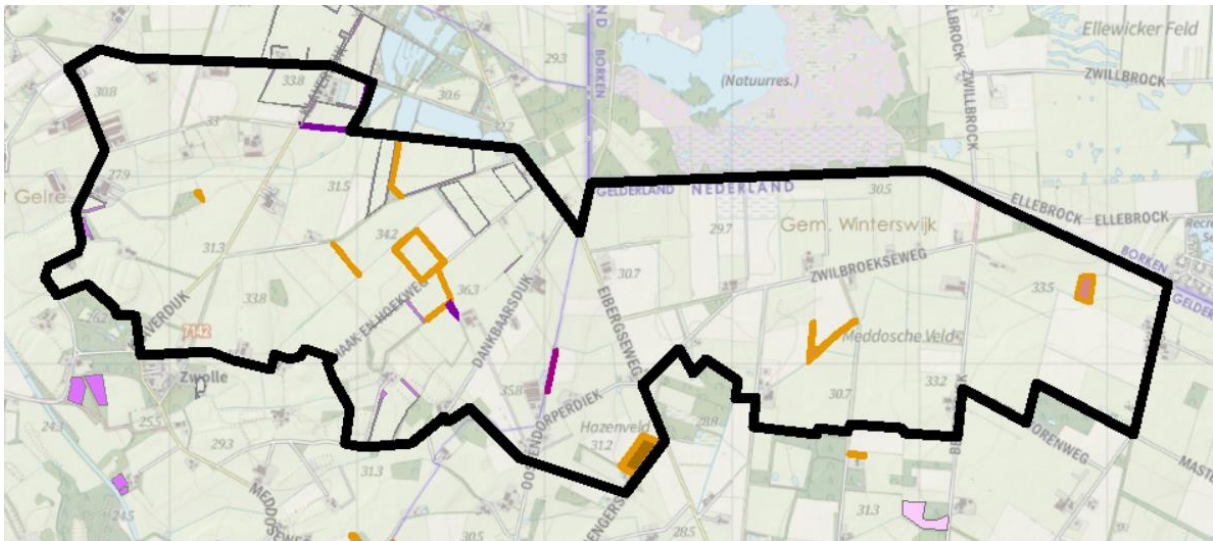 Ellewicker Feld
ZWILLBROCK
ZWILLBROCK
(Natuurres.)
BORKEN
29.3
30.8
33.8
30.6
33
27.9
t Gelre
31.5
GELDERLAND NEDERLAND
30.5
ELLEBROCK
ELLEBROCK
Gem. Winterswijk
29.7
34.2
31.3
ZWILBROEKSEWEG
BORKEN
30.7
33.5
36.3
33.8
EIBERGSEWEG
DANKBAARSDIJK
7142
Meddosche Veld
Zwolle
33.2
30.7
35.8
OOSTENDORPERDIEK
Hazenveld
31.2
28.8
25.5
24.3
29.3
31.3
MEDDOSEWEG
30.5
28.5
31.9
24.5